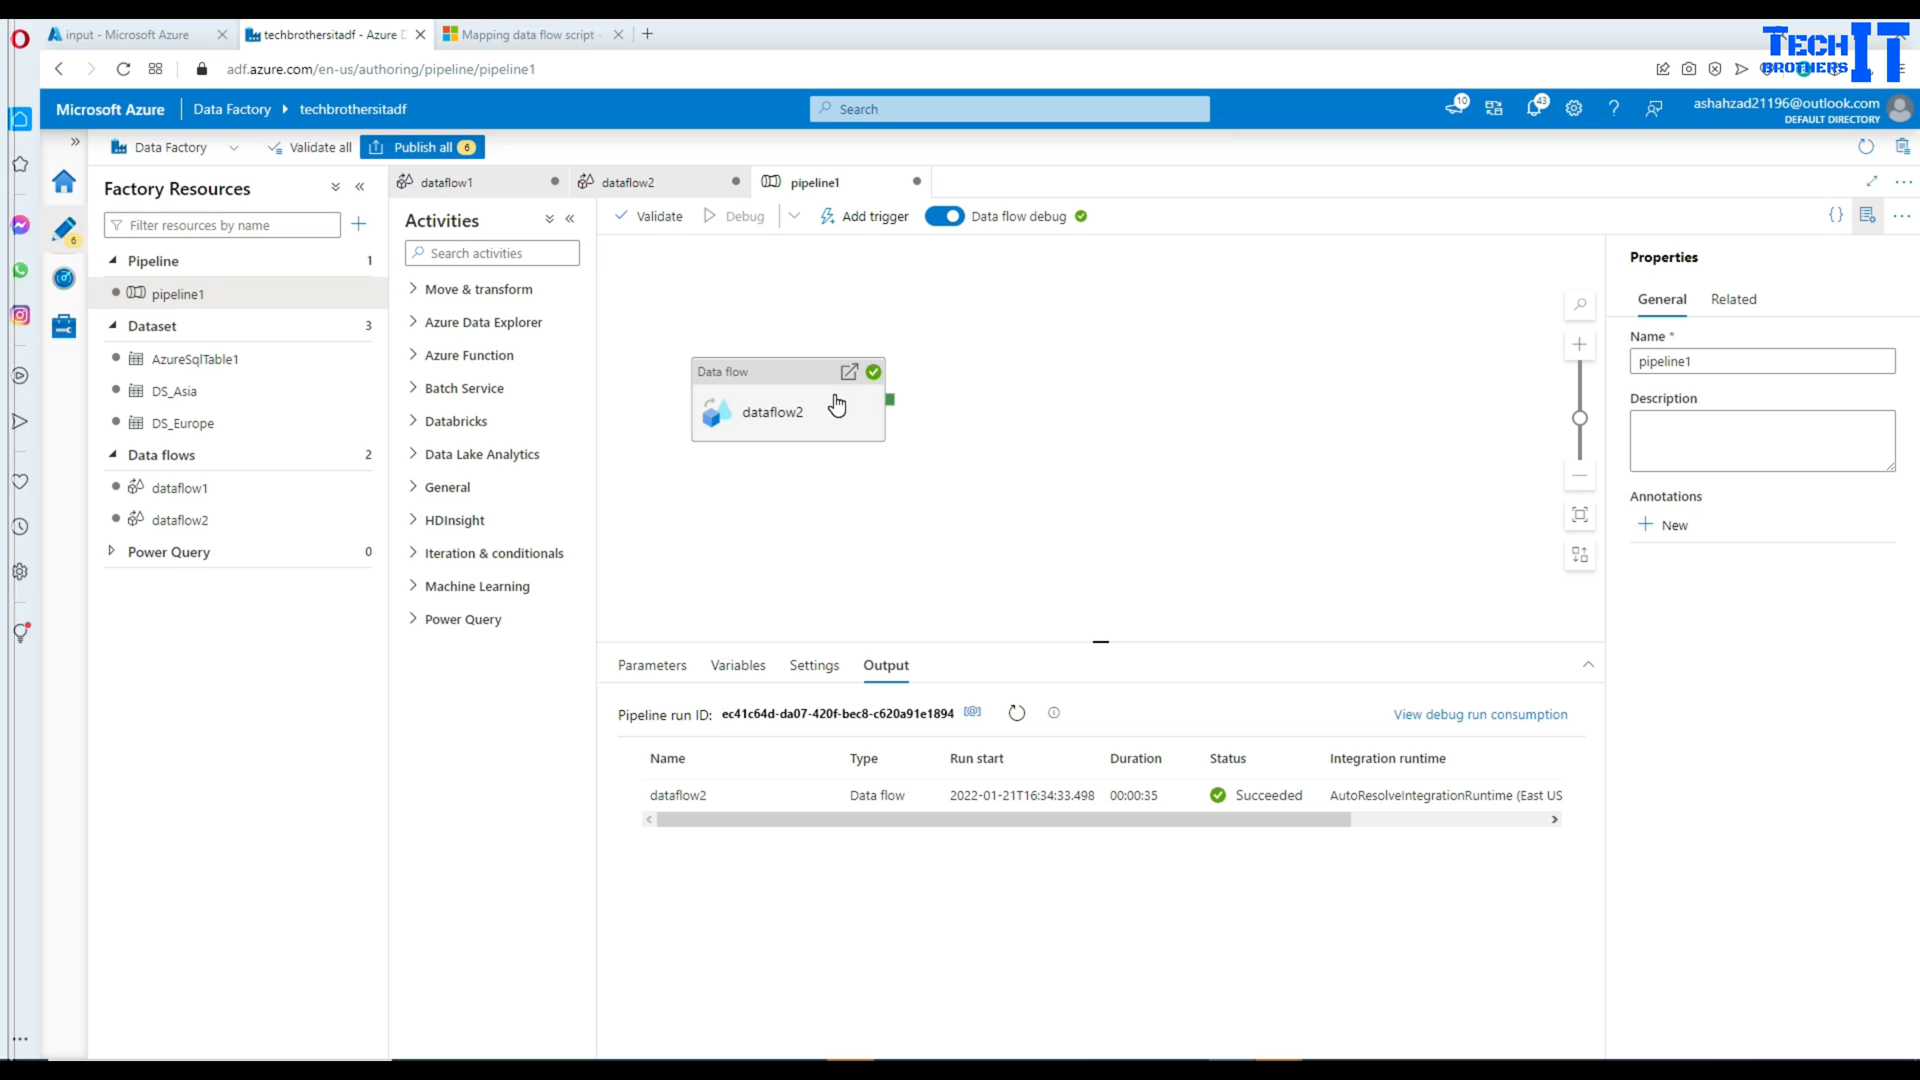 input - Microsoft Azure
techbrothersitadf - Azure D
Mapping data flow script -
TECH BROTHERS IT
adf.azure.com/en-us/authoring/pipeline/pipeline1
Microsoft Azure
Data Factory
techbrothersitadf
Search
10
43
ashahzad21196@outlook.com
DEFAULT DIRECTORY
Data Factory
Validate all
Publish all 6
6
Factory Resources
Filter resources by name
Pipeline 1
pipeline1
Dataset 3
AzureSqlTable1
DS_Asia
DS_Europe
Data flows 2
dataflow1
dataflow2
Power Query 0
dataflow1
dataflow2
pipeline1
Activities
Search activities
Move & transform
Azure Data Explorer
Azure Function
Batch Service
Databricks
Data Lake Analytics
General
HDInsight
Iteration & conditionals
Machine Learning
Power Query
Validate
Debug
Add trigger
Data flow debug
Data flow
dataflow2
Parameters
Variables
Settings
Output
Pipeline run ID: ec41c64d-da07-420f-bec8-c620a91e1894
View debug run consumption
Name Type Run start Duration Status Integration runtime
dataflow2 Data flow 2022-01-21T16:34:33.498 00:00:35 Succeeded AutoResolveIntegrationRuntime (East US
Properties
General
Related
Name *
pipeline1
Description
Annotations
New